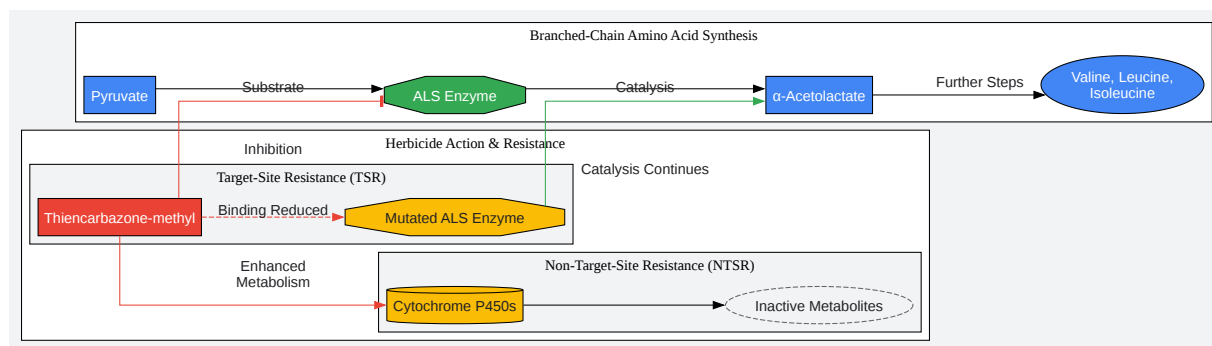 Branched-Chain Amino Acid Synthesis
Pyruvate
Substrate
ALS Enzyme
Catalysis
α-Acetolactate
Further Steps
Valine, Leucine,
Isoleucine
Herbicide Action & Resistance
Inhibition
Catalysis Continues
Target-Site Resistance (TSR)
Thiencarbazone-methyl
Binding Reduced
Mutated ALS Enzyme
Enhanced
Metabolism
Non-Target-Site Resistance (NTSR)
Cytochrome P450s
Inactive Metabolites